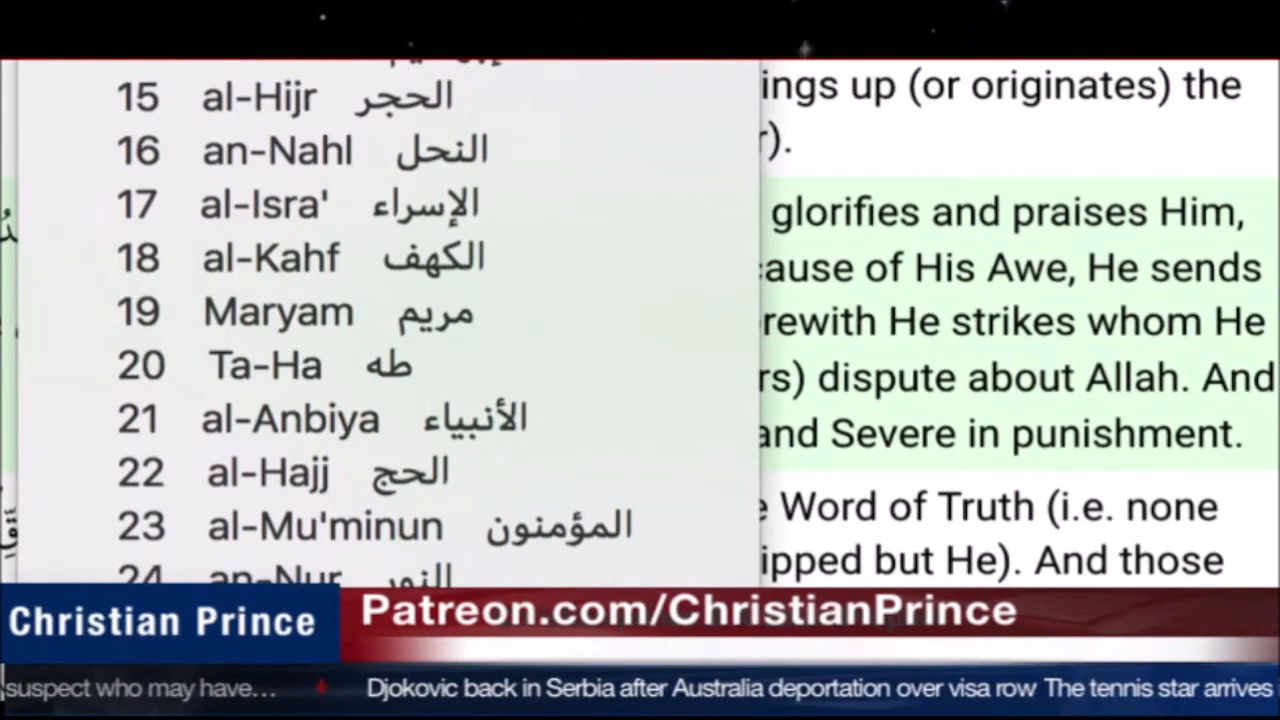 15 al-Hijr الحجر
16 an-Nahl النحل
17 al-Isra' الإسراء
18 al-Kahf الكهف
19 Maryam مريم
20 Ta-Ha طه
21 al-Anbiya الأنبياء
22 al-Hajj الحج
23 al-Mu'minun المؤمنون
24 an-Nur النور
ings up (or originates) the
r).
glorifies and praises Him,
ause of His Awe, He sends
rewith He strikes whom He
rs) dispute about Allah. And
and Severe in punishment.
e Word of Truth (i.e. none
ipped but He). And those
Christian Prince
Patreon.com/ChristianPrince
suspect who may have...
Djokovic back in Serbia after Australia deportation over visa row The tennis star arrives